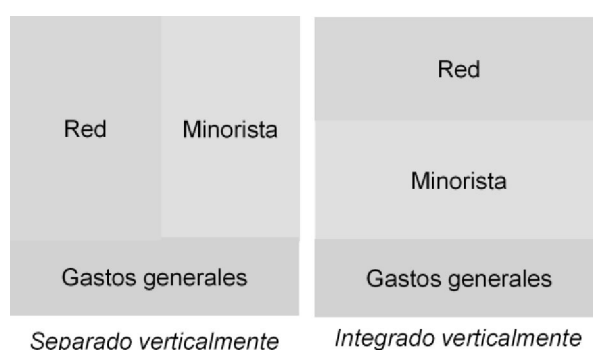 Red
Minorista
Gastos generales
Separado verticalmente
Red
Minorista
Gastos generales
Integrado verticalmente